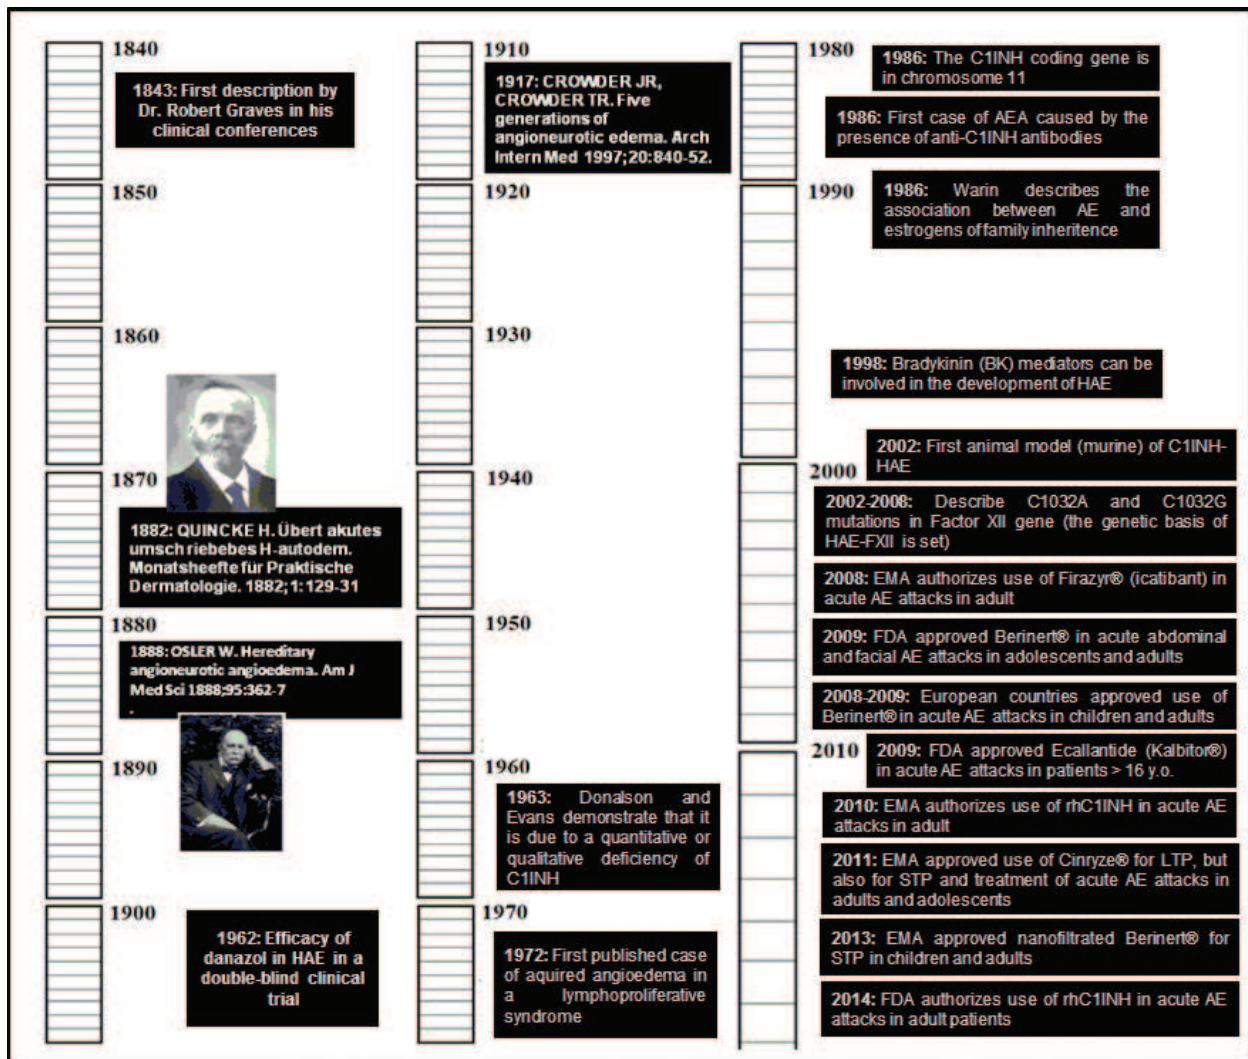 1840
1843: First description by
Dr. Robert Graves in his
clinical conferences
1850
1860
1870
1882: QUINCKE H. Übert akutes
umsch riebebes H-autodem.
Monatsheefte für Praktische
Dermatologie. 1882; 1: 129-31
1880
1888: OSLER W. Hereditary
angioneurotic angioedema. Am J
Med Sci 1888;95:362-7
.
1890
1900
1962: Efficacy of
danazol in HAE in a
double-blind clinical
trial
1910
1917: CROWDER JR,
CROWDER TR. Five
generations of
angioneurotic edema. Arch
Intern Med 1997;20:840-52.
1920
1930
1940
1950
1960
1963: Donalson and
Evans demonstrate that it
is due to a quantitative or
qualitative deficiency of
C1INH
1970
1972: First published case
of aquired angioedema in
a lymphoproliferative
syndrome
1980
1986: The C1INH coding gene is
in chromosome 11
1986: First case of AEA caused by the
presence of anti-C1INH antibodies
1990
1986: Warin describes the
association between AE and
estrogens of family inheritence
1998: Bradykinin (BK) mediators can be
involved in the development of HAE
2002: First animal model (murine) of C1INH-
HAE
2000
2002-2008: Describe C1032A and C1032G
mutations in Factor XII gene (the genetic basis of
HAE-FXII is set)
2008: EMA authorizes use of Firazyr® (icatibant) in
acute AE attacks in adult
2009: FDA approved Berinert® in acute abdominal
and facial AE attacks in adolescents and adults
2008-2009: European countries approved use of
Berinert® in acute AE attacks in children and adults
2010
2009: FDA approved Ecallantide (Kalbitor®)
in acute AE attacks in patients > 16 y.o.
2010: EMA authorizes use of rhC1INH in acute AE
attacks in adult
2011: EMA approved use of Cinryze® for LTP, but
also for STP and treatment of acute AE attacks in
adults and adolescents
2013: EMA approved nanofiltrated Berinert® for
STP in children and adults
2014: FDA authorizes use of rhC1INH in acute AE
attacks in adult patients